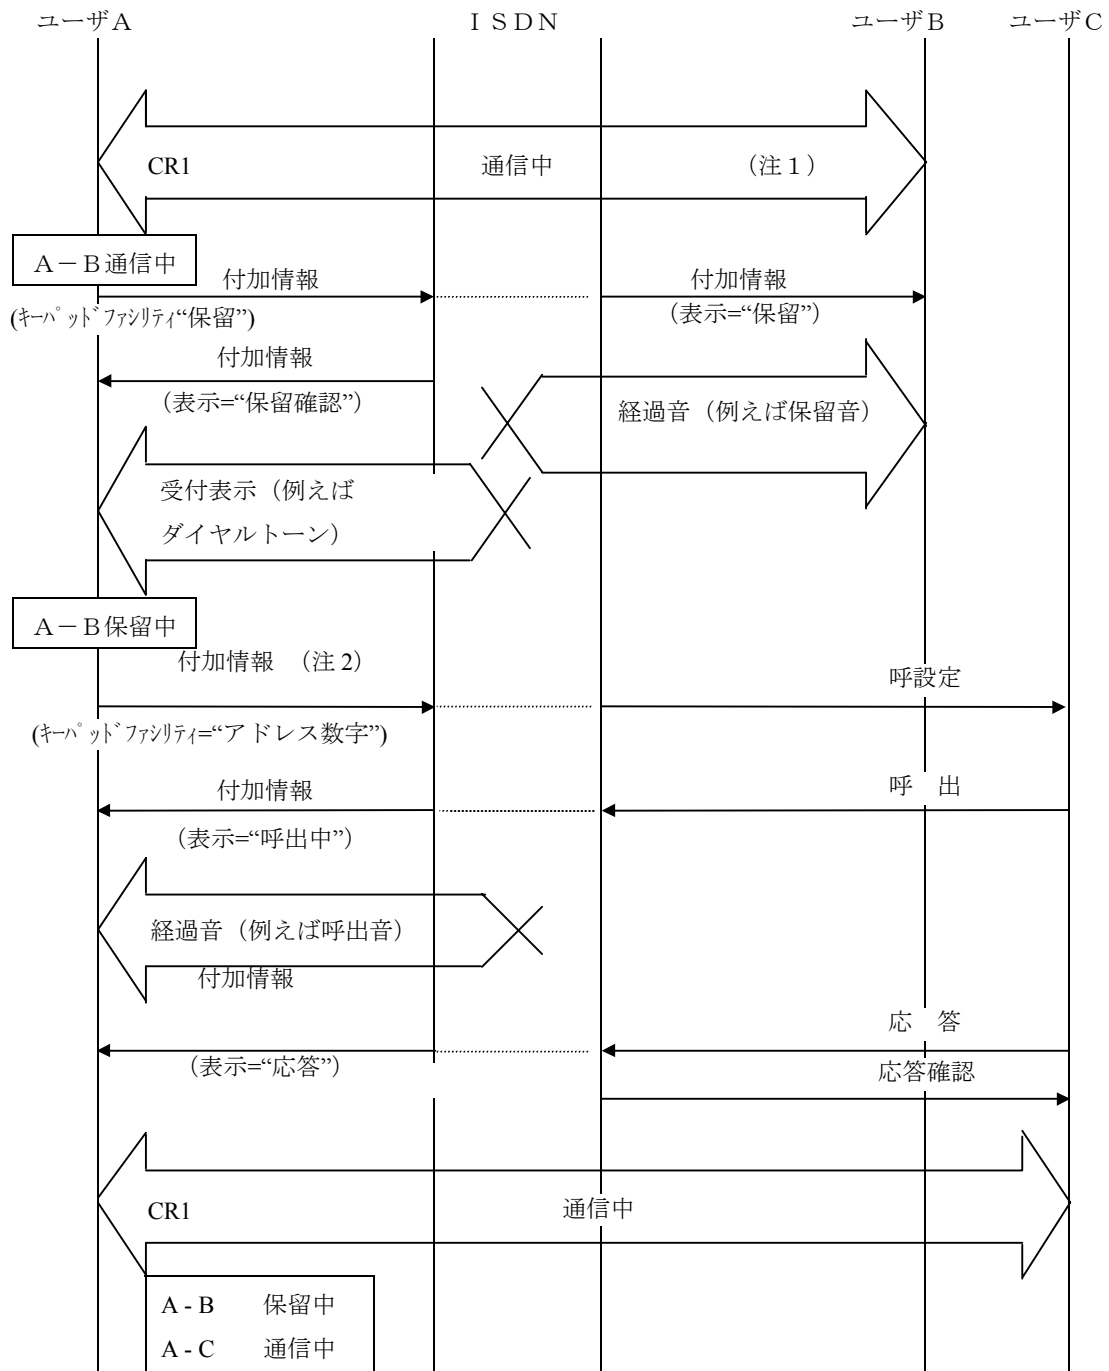 ユーザA　ＩＳＤＮ　ユーザＢ　ユーザＣ
CR1　通信中　（注１）
Ａ－Ｂ通信中
付加情報　付加情報
(ｷｰﾊﾟｯﾄﾞﾌｧｼﾘﾃｨ“保留”)　（表示=“保留”）
付加情報
（表示=“保留確認”）
経過音（例えば保留音）
受付表示（例えば
ダイヤルトーン）
Ａ－Ｂ保留中
付加情報　（注2）
呼設定
(ｷｰﾊﾟｯﾄﾞﾌｧｼﾘﾃｨ=“アドレス数字”)
付加情報　呼　出
（表示=“呼出中”）
経過音（例えば呼出音）
付加情報
応　答
（表示=“応答”）
応答確認
CR1　通信中
A - B　保留中
A - C　通信中